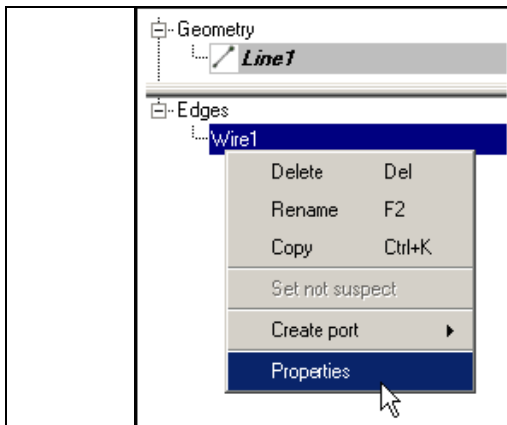 Geometry
Line1
Edges
Wire1
Delete Del
Rename F2
Copy Ctrl+K
Set not suspect
Create port
Properties